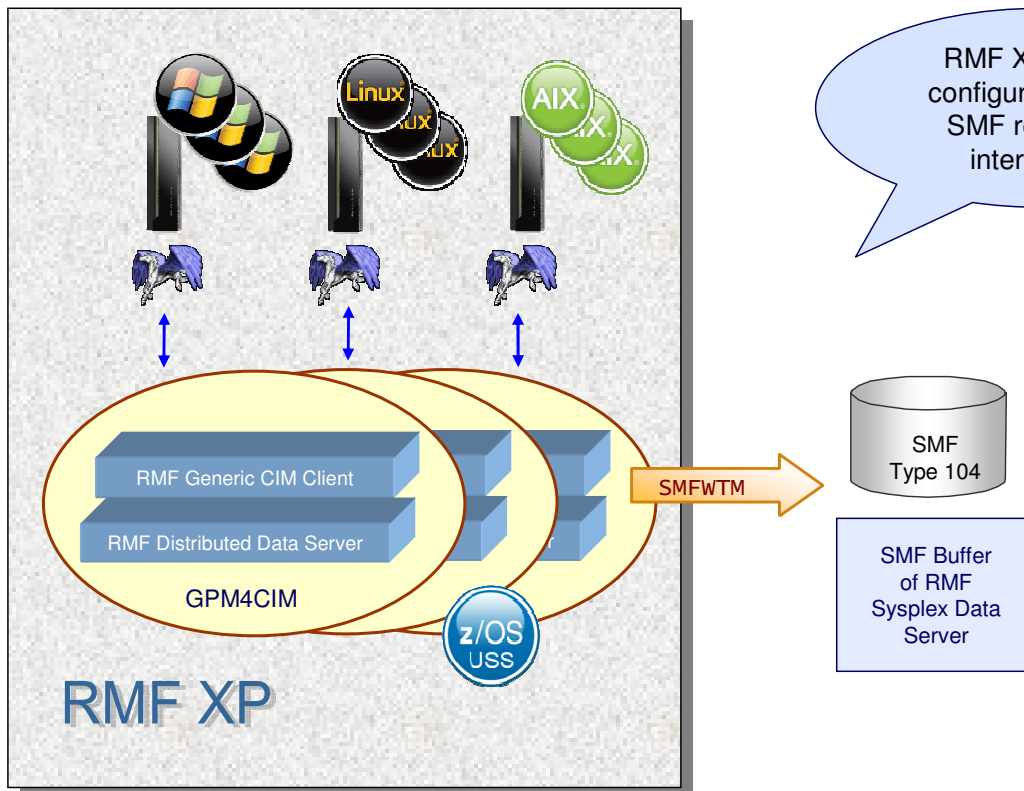 Linux
AIX
RMF X
configur
SMF r
inter
RMF Generic CIM Client
RMF Distributed Data Server
GPM4CIM
z/OS
USS
SMFWTM
SMF
Type 104
SMF Buffer
of RMF
Sysplex Data
Server
RMF XP